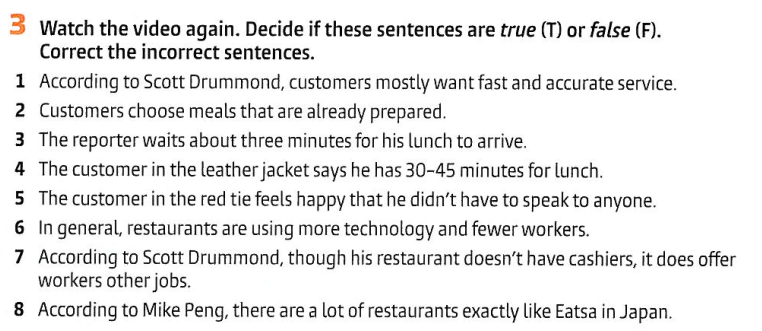 3 Watch the video again. Decide if these sentences are true (T) or false (F).
Correct the incorrect sentences.
1 According to Scott Drummond, customers mostly want fast and accurate service.
2 Customers choose meals that are already prepared.
3 The reporter waits about three minutes for his lunch to arrive.
4 The customer in the leather jacket says he has 30–45 minutes for lunch.
5 The customer in the red tie feels happy that he didn't have to speak to anyone.
6 In general, restaurants are using more technology and fewer workers.
7 According to Scott Drummond, though his restaurant doesn't have cashiers, it does offer
workers other jobs.
8 According to Mike Peng, there are a lot of restaurants exactly like Eatsa in Japan.